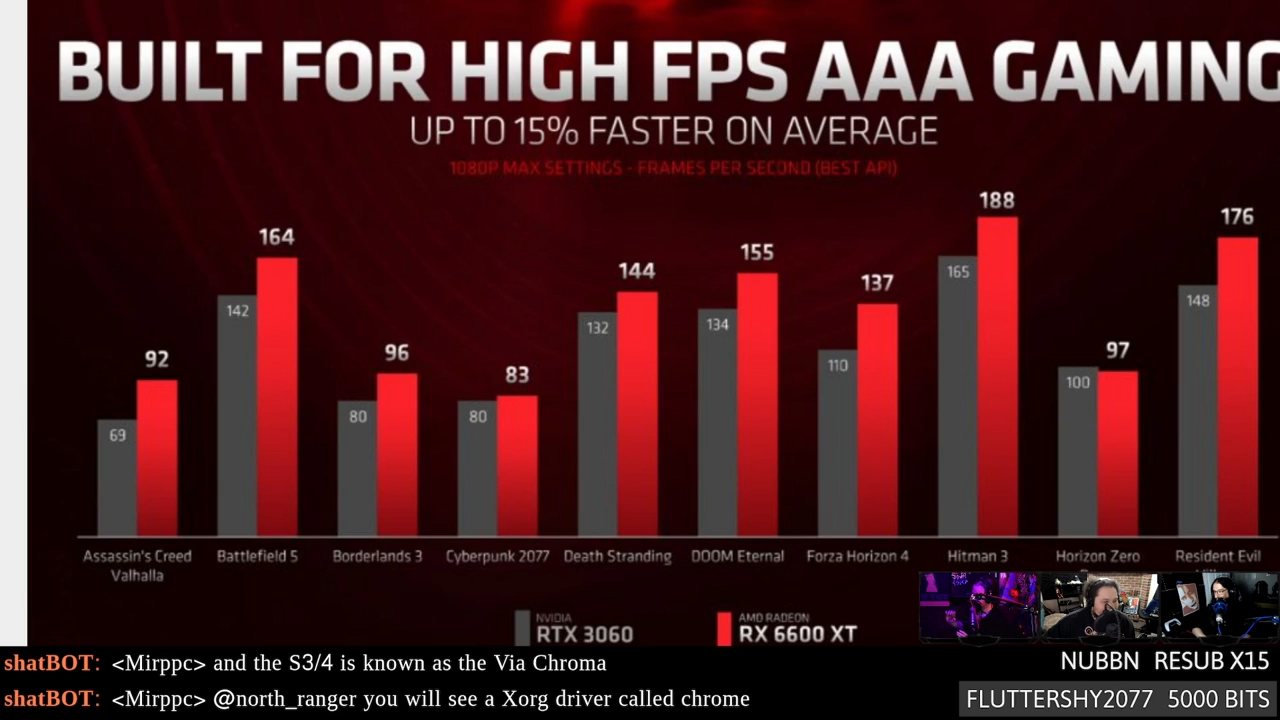 BUILT FOR HIGH FPS AAA GAMING
UP TO 15% FASTER ON AVERAGE
1080P MAX SETTINGS - FRAMES PER SECOND (BEST API)
69 92
142 164
80 96
80 83
132 144
134 155
110 137
165 188
100 97
148 176
Assassin's Creed
Valhalla
Battlefield 5
Borderlands 3
Cyberpunk 2077
Death Stranding
DOOM Eternal
Forza Horizon 4
Hitman 3
Horizon Zero
Resident Evil
NVIDIA
RTX 3060
AMD RADEON
RX 6600 XT
shatBOT: <Mirppc> and the S3/4 is known as the Via Chroma
NUBBN RESUB X15
shatBOT: <Mirppc> @north_ranger you will see a Xorg driver called chrome
FLUTTERSHY2077 5000 BITS